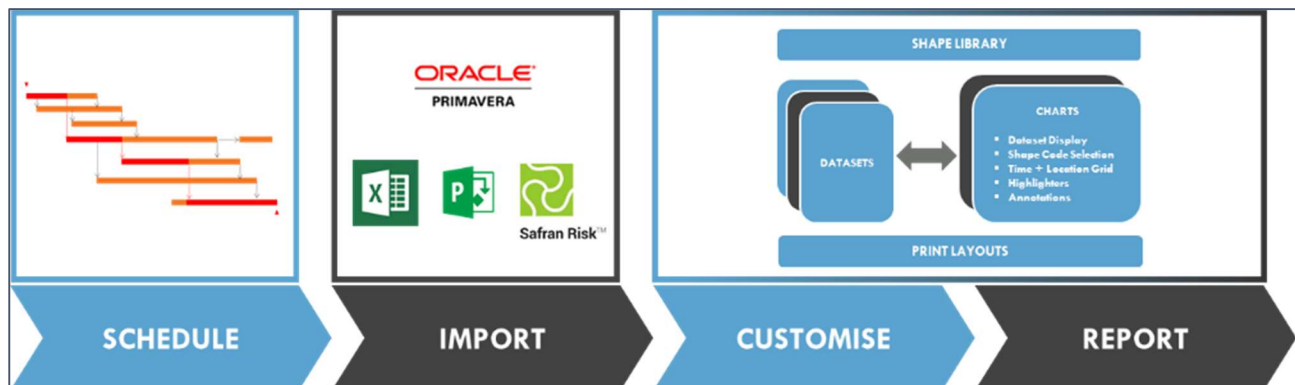 ORACLE®
PRIMAVERA
X
P
Safran Risk™
SHAPE LIBRARY
DATASETS
CHARTS
▪ Dataset Display
▪ Shape Code Selection
▪ Time + Location Grid
▪ Highlighters
▪ Annotations
PRINT LAYOUTS
SCHEDULE
IMPORT
CUSTOMISE
REPORT